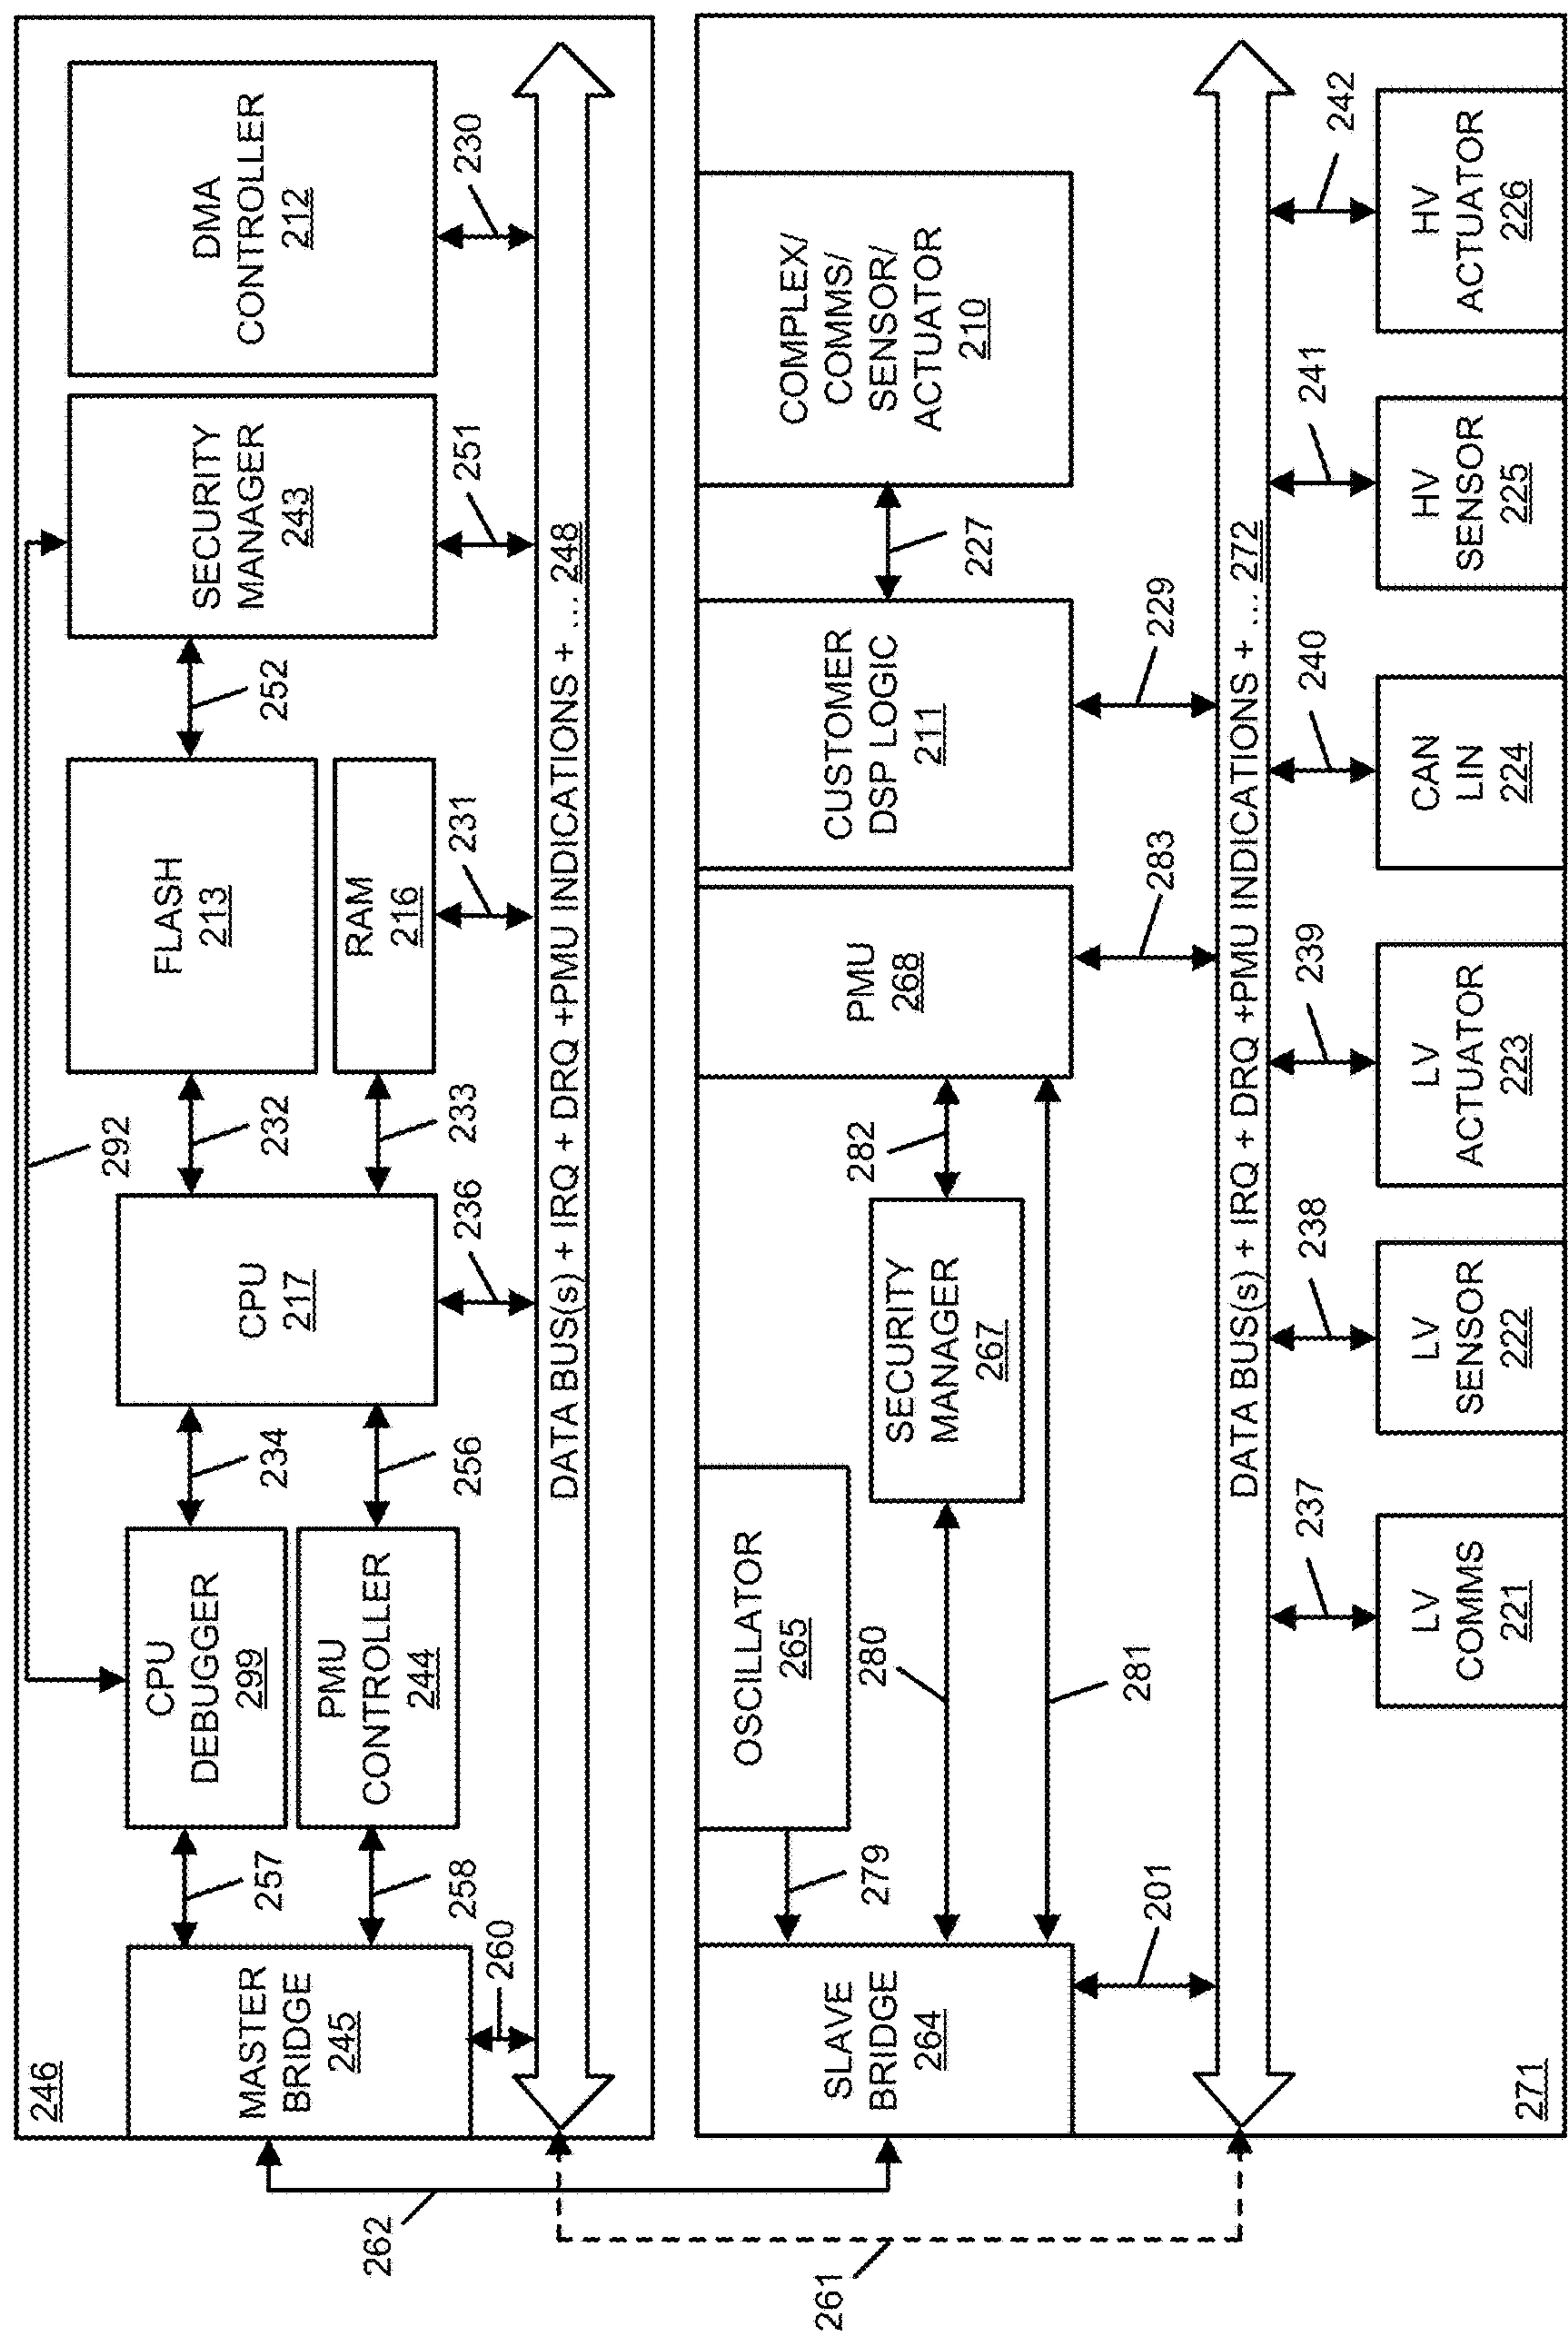 246
MASTER
BRIDGE
245
257
258
260
CPU
DEBUGGER
299
PMU
CONTROLLER
244
234
256
292
CPU
217
236
232
233
FLASH
213
RAM
216
231
252
SECURITY
MANAGER
243
251
DMA
CONTROLLER
212
230
DATA BUS(s) + IRQ + DRQ +PMU INDICATIONS + ... 248
262
261
SLAVE
BRIDGE
264
279
201
OSCILLATOR
265
280
281
SECURITY
MANAGER
267
282
PMU
268
283
CUSTOMER
DSP LOGIC
211
229
227
COMPLEX/
COMMS/
SENSOR/
ACTUATOR
210
DATA BUS(s) + IRQ + DRQ +PMU INDICATIONS + ... 272
237
238
239
240
241
242
LV
COMMS
221
LV
SENSOR
222
LV
ACTUATOR
223
CAN
LIN
224
HV
SENSOR
225
HV
ACTUATOR
226
271